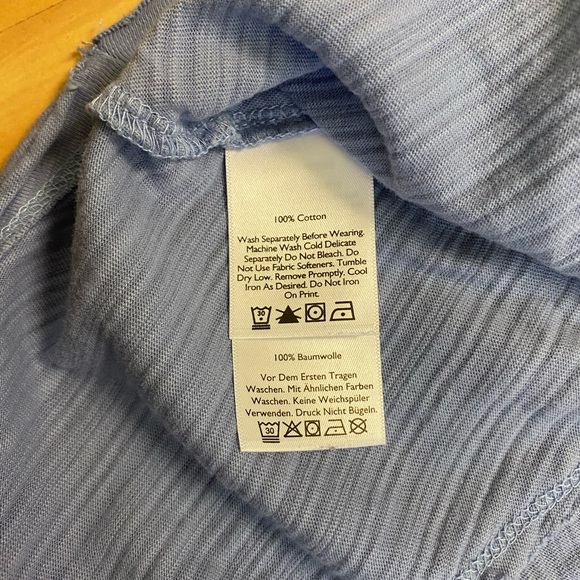 100% Cotton
Wash Separately Before Wearing.
Machine Wash Cold Delicate
Separately Do Not Bleach. Do
Not Use Fabric Softeners. Tumble
Dry Low. Remove Promptly. Cool
Iron As Desired. Do Not Iron
On Print.
30
100% Baumwolle
Vor Dem Ersten Tragen
Waschen. Mit Ähnlichen Farben
Waschen. Keine Weichspüler
Verwenden. Druck Nicht Bügeln.
30